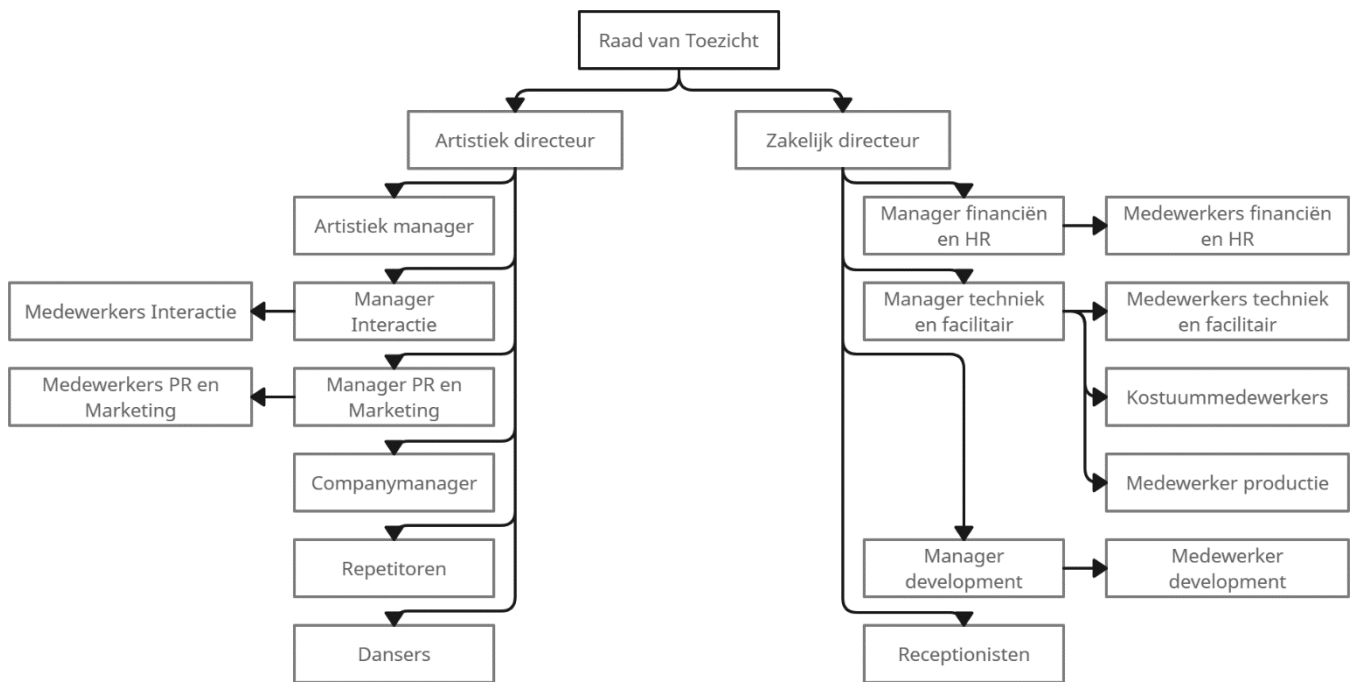 Raad van Toezicht
Artistiek directeur
Zakelijk directeur
Artistiek manager
Manager financiën
en HR
Medewerkers financiën
en HR
Medewerkers Interactie
Manager
Interactie
Manager techniek
en facilitair
Medewerkers techniek
en facilitair
Medewerkers PR en
Marketing
Manager PR en
Marketing
Kostuummedewerkers
Companymanager
Medewerker productie
Repetitoren
Manager
development
Medewerker
development
Dansers
Receptionisten